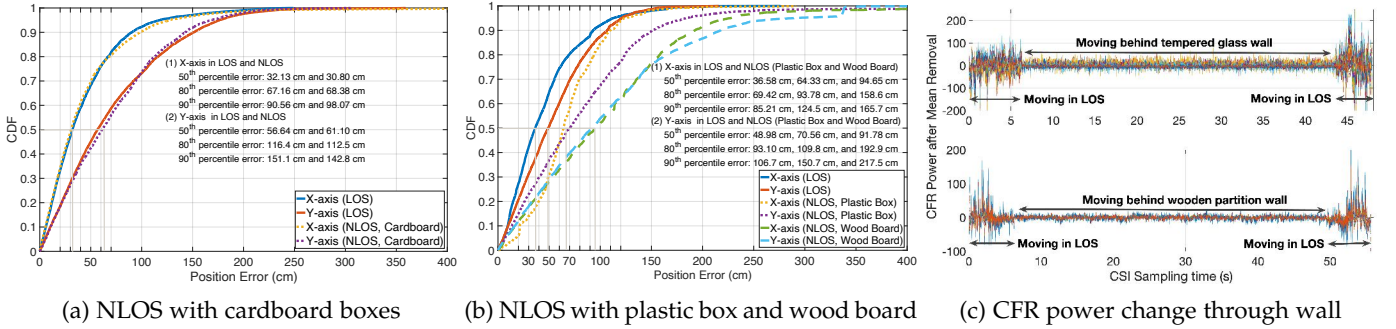 CDF
1
0.9
0.8
0.7
0.6
0.5
0.4
0.3
0.2
0.1
0
(1) X-axis in LOS and NLOS
50th percentile error: 32.13 cm and 30.80 cm
80th percentile error: 67.16 cm and 68.38 cm
90th percentile error: 90.56 cm and 98.07 cm
(2) Y-axis in LOS and NLOS
50th percentile error: 56.64 cm and 61.10 cm
80th percentile error: 116.4 cm and 112.5 cm
90th percentile error: 151.1 cm and 142.8 cm
X-axis (LOS)
Y-axis (LOS)
X-axis (NLOS, Cardboard)
Y-axis (NLOS, Cardboard)
0 50 100 150 200 250 300 350 400
Position Error (cm)
(a) NLOS with cardboard boxes
CDF
1
0.9
0.8
0.7
0.6
0.5
0.4
0.3
0.2
0.1
0
(1) X-axis in LOS and NLOS (Plastic Box and Wood Board)
50th percentile error: 36.58 cm, 64.33 cm, and 94.65 cm
80th percentile error: 69.42 cm, 93.78 cm, and 158.6 cm
90th percentile error: 85.21 cm, 124.5 cm, and 165.7 cm
(2) Y-axis in LOS and NLOS (Plastic Box and Wood Board)
50th percentile error: 48.98 cm, 70.56 cm, and 91.78 cm
80th percentile error: 93.10 cm, 109.8 cm, and 192.9 cm
90th percentile error: 106.7 cm, 150.7 cm, and 217.5 cm
X-axis (LOS)
Y-axis (LOS)
X-axis (NLOS, Plastic Box)
Y-axis (NLOS, Plastic Box)
X-axis (NLOS, Wood Board)
Y-axis (NLOS, Wood Board)
0 30 50 70 100 150 200 250 300 350 400
Position Error (cm)
(b) NLOS with plastic box and wood board
CFR Power after Mean Removal
200
100
0
-100
-200
Moving behind tempered glass wall
Moving in LOS
Moving in LOS
0 5 10 15 20 25 30 35 40 45
200
100
0
-100
Moving behind wooden partition wall
Moving in LOS
Moving in LOS
0 10 20 30 40 50
CSI Sampling time (s)
(c) CFR power change through wall